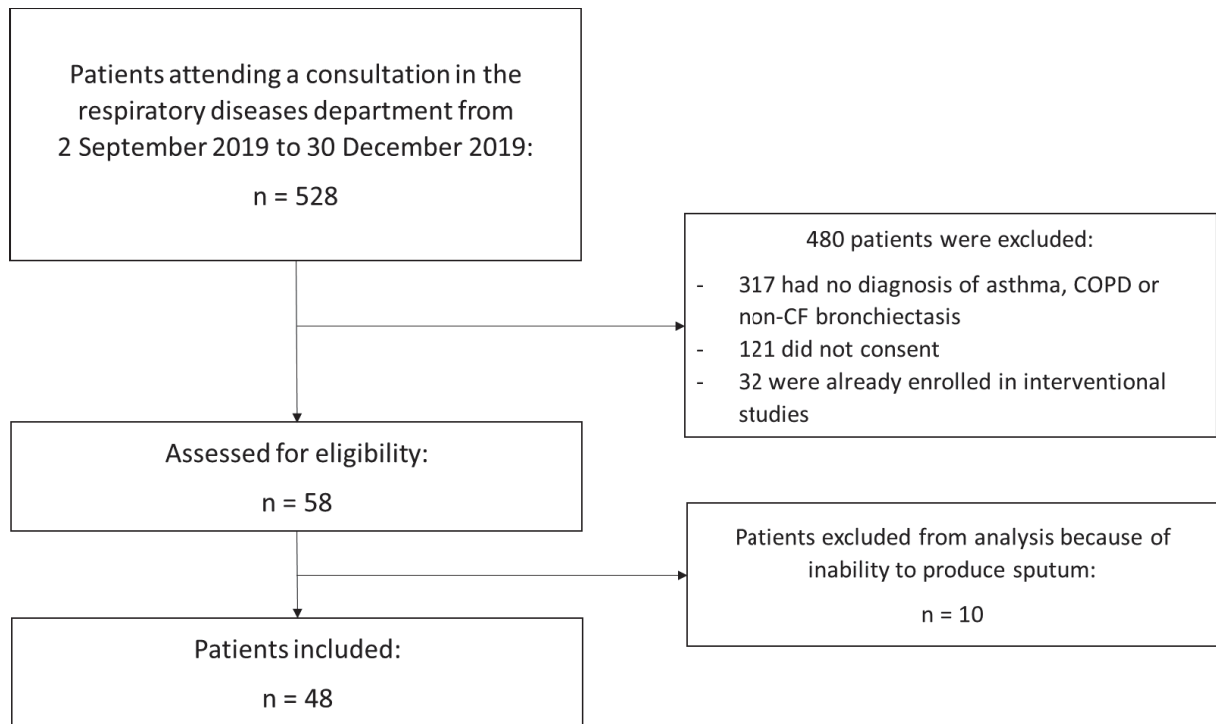 Patients attending a consultation in the
respiratory diseases department from
2 September 2019 to 30 December 2019:
n = 528
480 patients were excluded:
- 317 had no diagnosis of asthma, COPD or
non-CF bronchiectasis
- 121 did not consent
- 32 were already enrolled in interventional
studies
Assessed for eligibility:
n = 58
Patients excluded from analysis because of
inability to produce sputum:
n = 10
Patients included:
n = 48